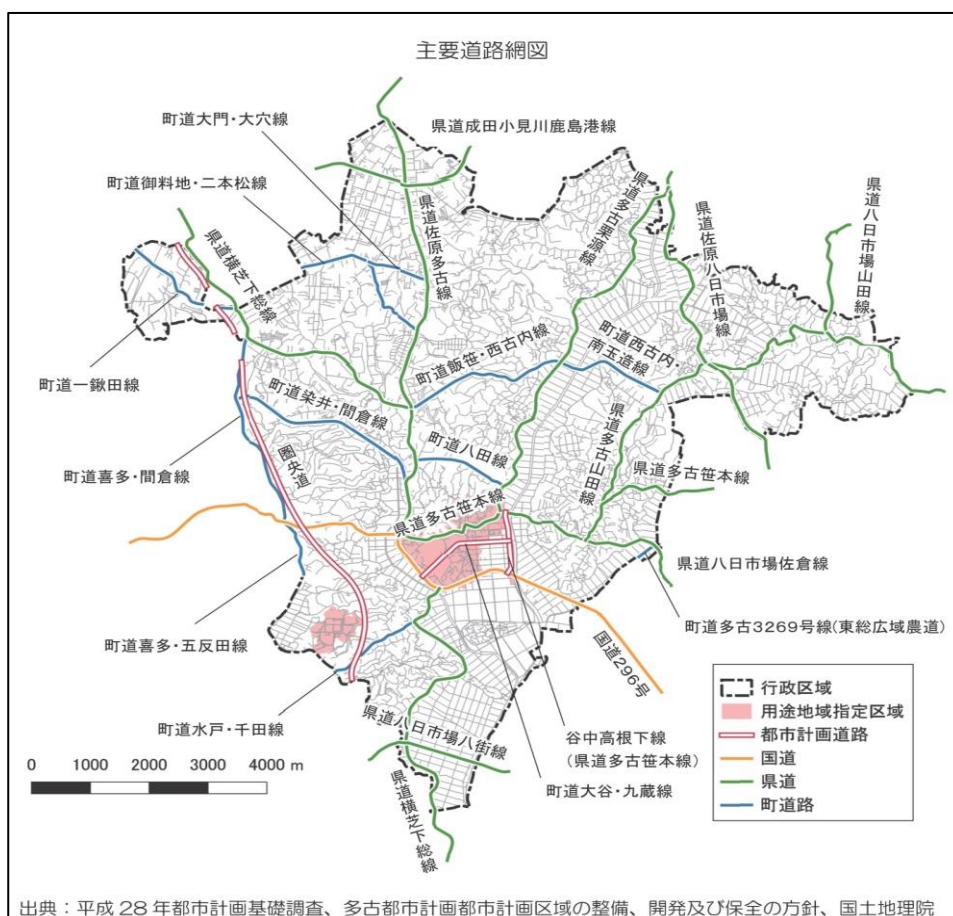 主要道路網図
町道大門・大穴線
県道成田小見川鹿島港線
町道御料地・二本松線
県道佐原多古線
県道多古栗源線
県道佐原八日市場線
県道八日市場山田線
県道横芝下総線
町道一鍬田線
町道飯笹・西古内線
町道西古内・
南玉造線
町道染井・間倉線
町道喜多・間倉線
圏央道
町道八田線
県道多古山田線
県道多古笹本線
県道多古笹本線
県道八日市場佐倉線
町道喜多・五反田線
町道多古3269号線(東総広域農道)
国道296号
町道水戸・千田線
県道八日市場八街線
谷中高根下線
(県道多古笹本線)
町道大谷・九蔵線
県道横芝下総線
0 1000 2000 3000 4000 m
行政区域
用途地域指定区域
都市計画道路
国道
県道
町道路
出典：平成 28 年都市計画基礎調査、多古都市計画都市計画区域の整備、開発及び保全の方針、国土地理院